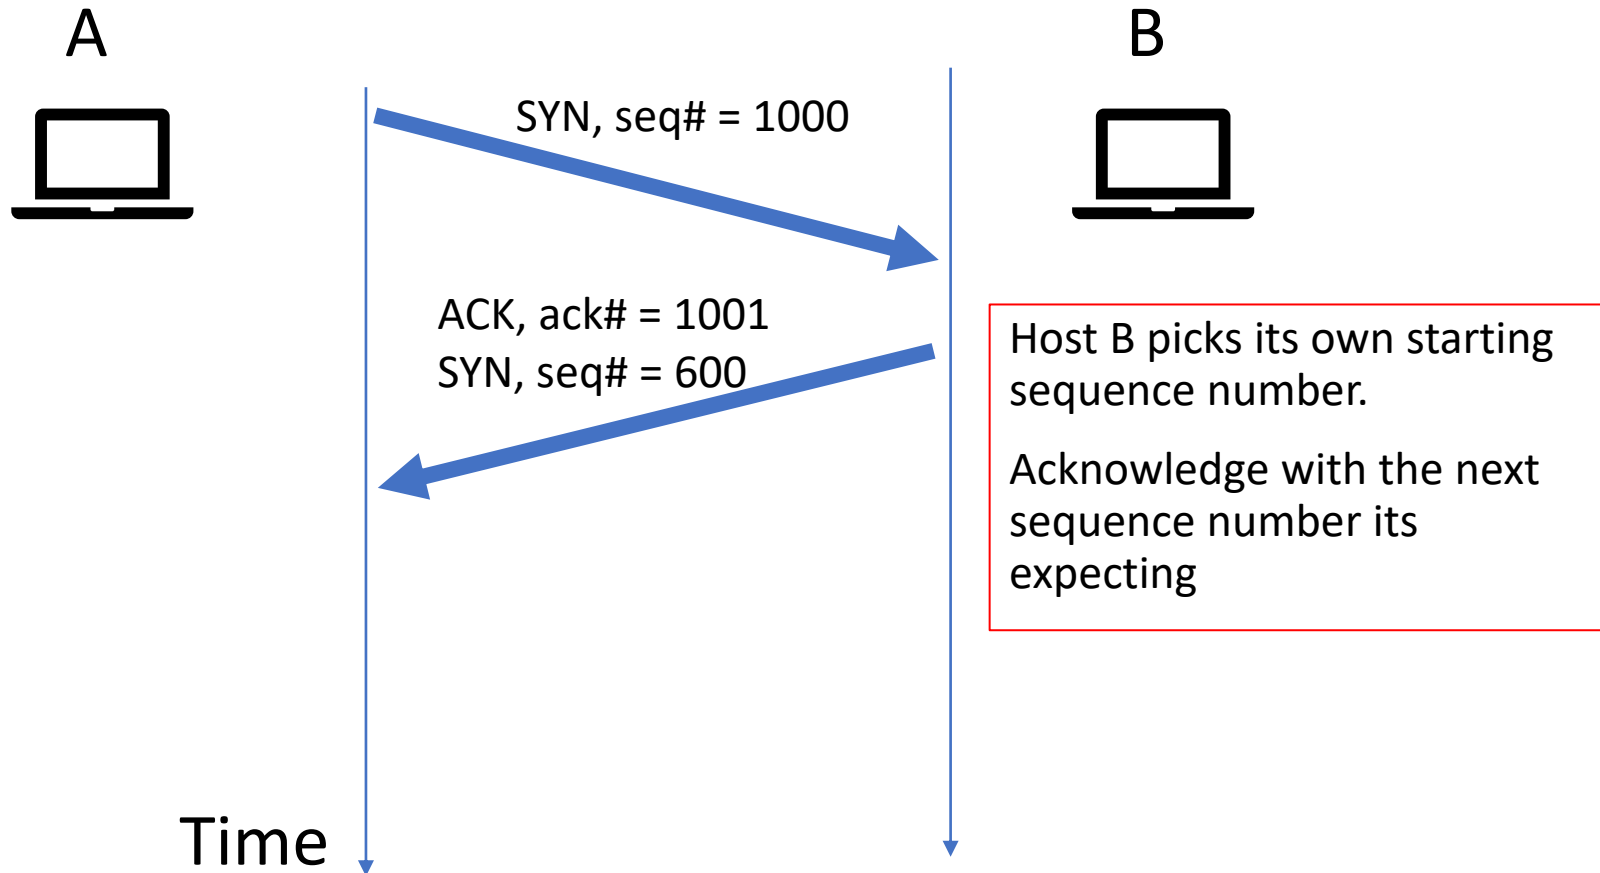 A
B
SYN, seq# = 1000
ACK, ack# = 1001
SYN, seq# = 600
Host B picks its own starting
sequence number.
Acknowledge with the next
sequence number its
expecting
Time